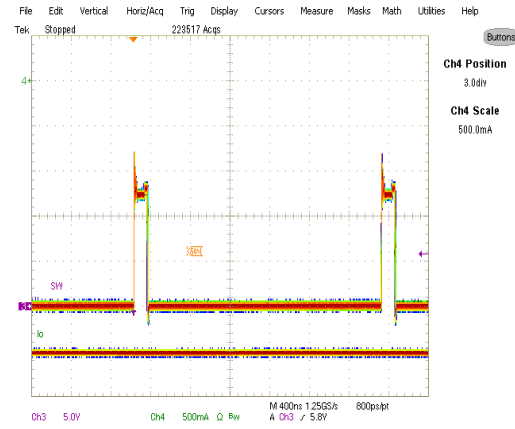 File Edit Vertical Horiz/Acq Trig Display Cursors Measure Masks Math Utilities Help
Tek Stopped 223517 Acqs
Buttons
Ch4 Position
3.0div
Ch4 Scale
500.0mA
4
SW
3
Io
M 400ns 1.25GS/s 800ps/pt
Ch3 5.0V Ch4 500mA Ω Bw A Ch3 / 5.8V